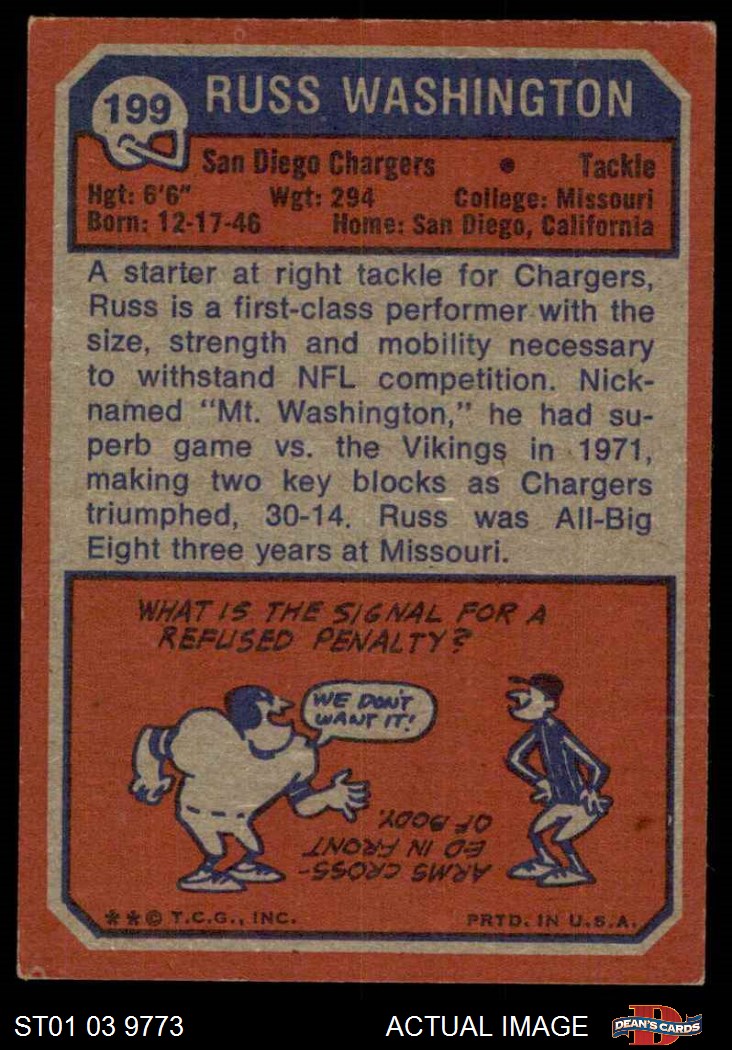 199
RUSS WASHINGTON
San Diego Chargers • Tackle
Hgt: 6'6" Wgt: 294 College: Missouri
Born: 12-17-46 Home: San Diego, California
A starter at right tackle for Chargers,
Russ is a first-class performer with the
size, strength and mobility necessary
to withstand NFL competition. Nick-
named "Mt. Washington," he had su-
perb game vs. the Vikings in 1971,
making two key blocks as Chargers
triumphed, 30-14. Russ was All-Big
Eight three years at Missouri.
WHAT IS THE SIGNAL FOR A
REFUSED PENALTY?
WE DON'T
WANT IT!
ARMS CROSS-
ED IN FRONT
OF BODY.
**© T.C.G., INC. PRTD. IN U.S.A.
ST01 03 9773 ACTUAL IMAGE
D
DEAN'S CARDS